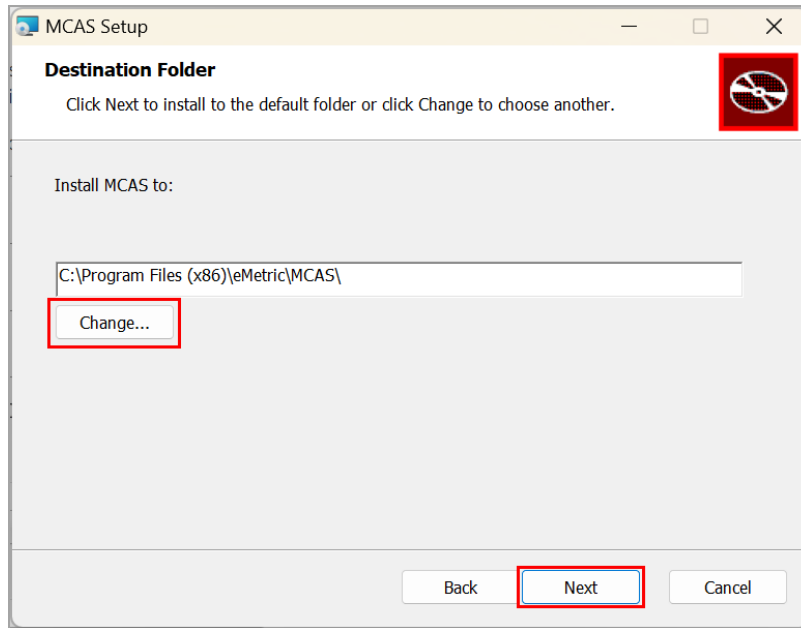 MCAS Setup
Destination Folder
Click Next to install to the default folder or click Change to choose another.
Install MCAS to:
C:\Program Files (x86)\eMetric\MCAS\
Change...
Back
Next
Cancel